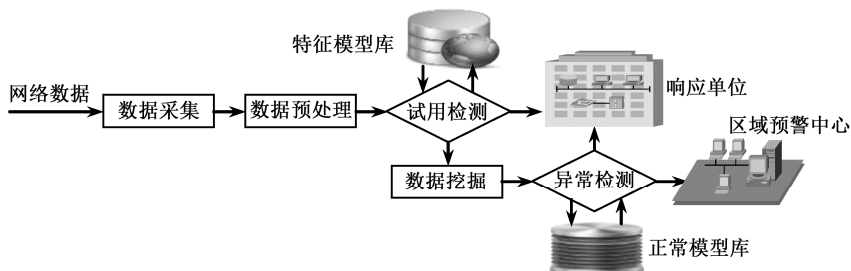 特征模型库
网络数据
数据采集
数据预处理
试用检测
响应单位
区域预警中心
数据挖掘
异常检测
正常模型库